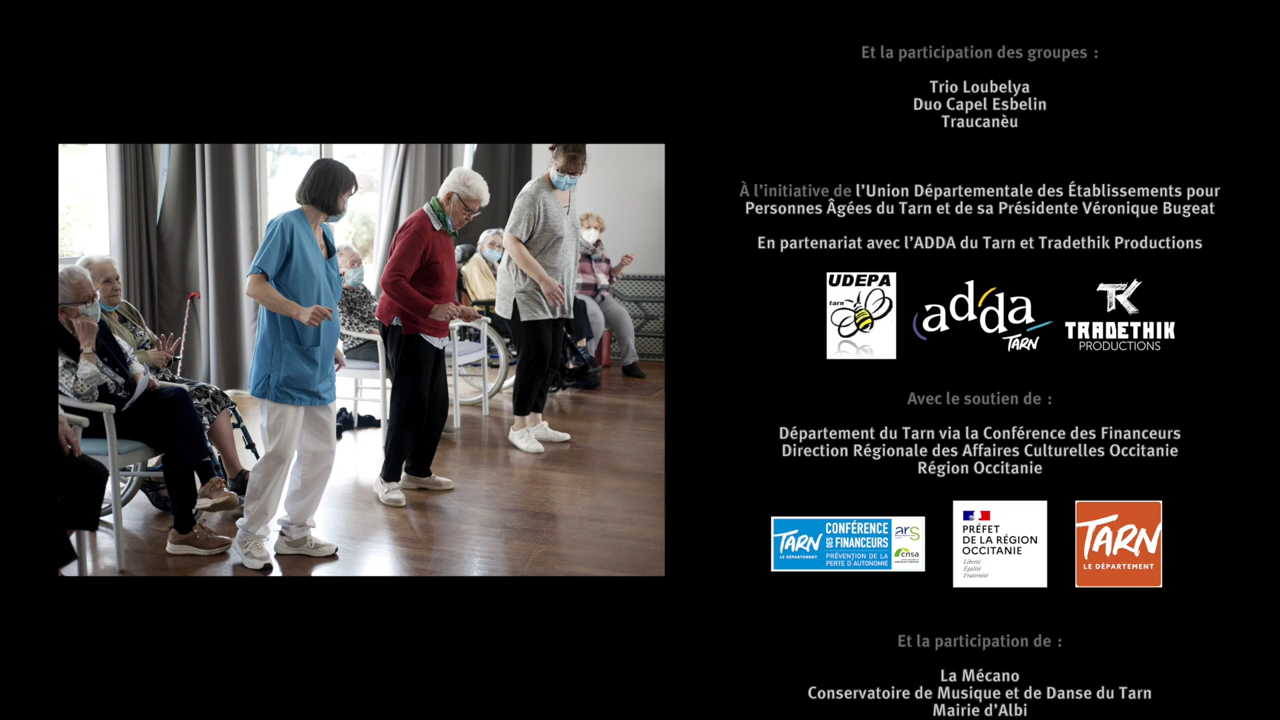 Et la participation des groupes :
Trio Loubelya
Duo Capel Esbelin
Traucanèu
À l'initiative de l'Union Départementale des Établissements pour
Personnes Âgées du Tarn et de sa Présidente Véronique Bugeat
En partenariat avec l'ADDA du Tarn et Tradethik Productions
UDEPA
tarn
adda
TARN
TK
TRADETHIK
PRODUCTIONS
Avec le soutien de :
Département du Tarn via la Conférence des Financeurs
Direction Régionale des Affaires Culturelles Occitanie
Région Occitanie
TARN
LE DÉPARTEMENT
CONFÉRENCE
DES FINANCEURS
PRÉVENTION DE LA
PERTE D'AUTONOMIE
ars
cnsa
PRÉFET
DE LA RÉGION
OCCITANIE
Liberté
Égalité
Fraternité
TARN
LE DÉPARTEMENT
Et la participation de :
La Mécano
Conservatoire de Musique et de Danse du Tarn
Mairie d'Albi